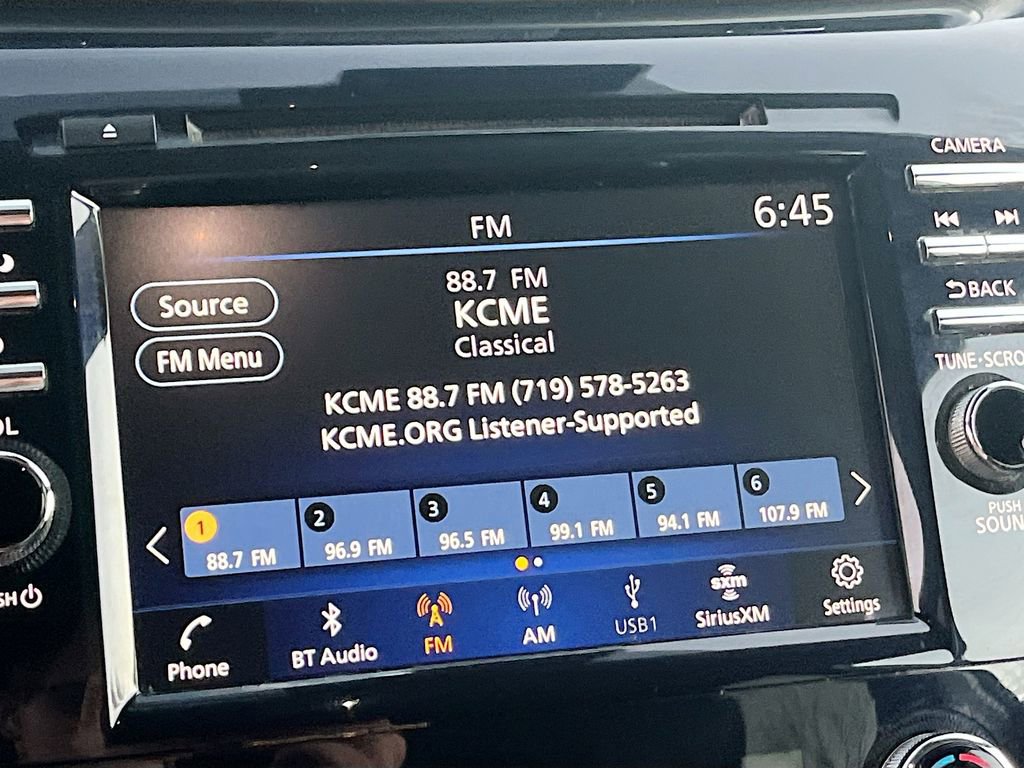 CAMERA
FM
6:45
88.7 FM
KCME
Classical
Source
FM Menu
BACK
KCME 88.7 FM (719) 578-5263
KCME.ORG Listener-Supported
1
88.7 FM
2
96.9 FM
3
96.5 FM
4
99.1 FM
5
94.1 FM
6
107.9 FM
PUSH
Phone
BT Audio
FM
AM
USB1
sxm
SiriusXM
Settings